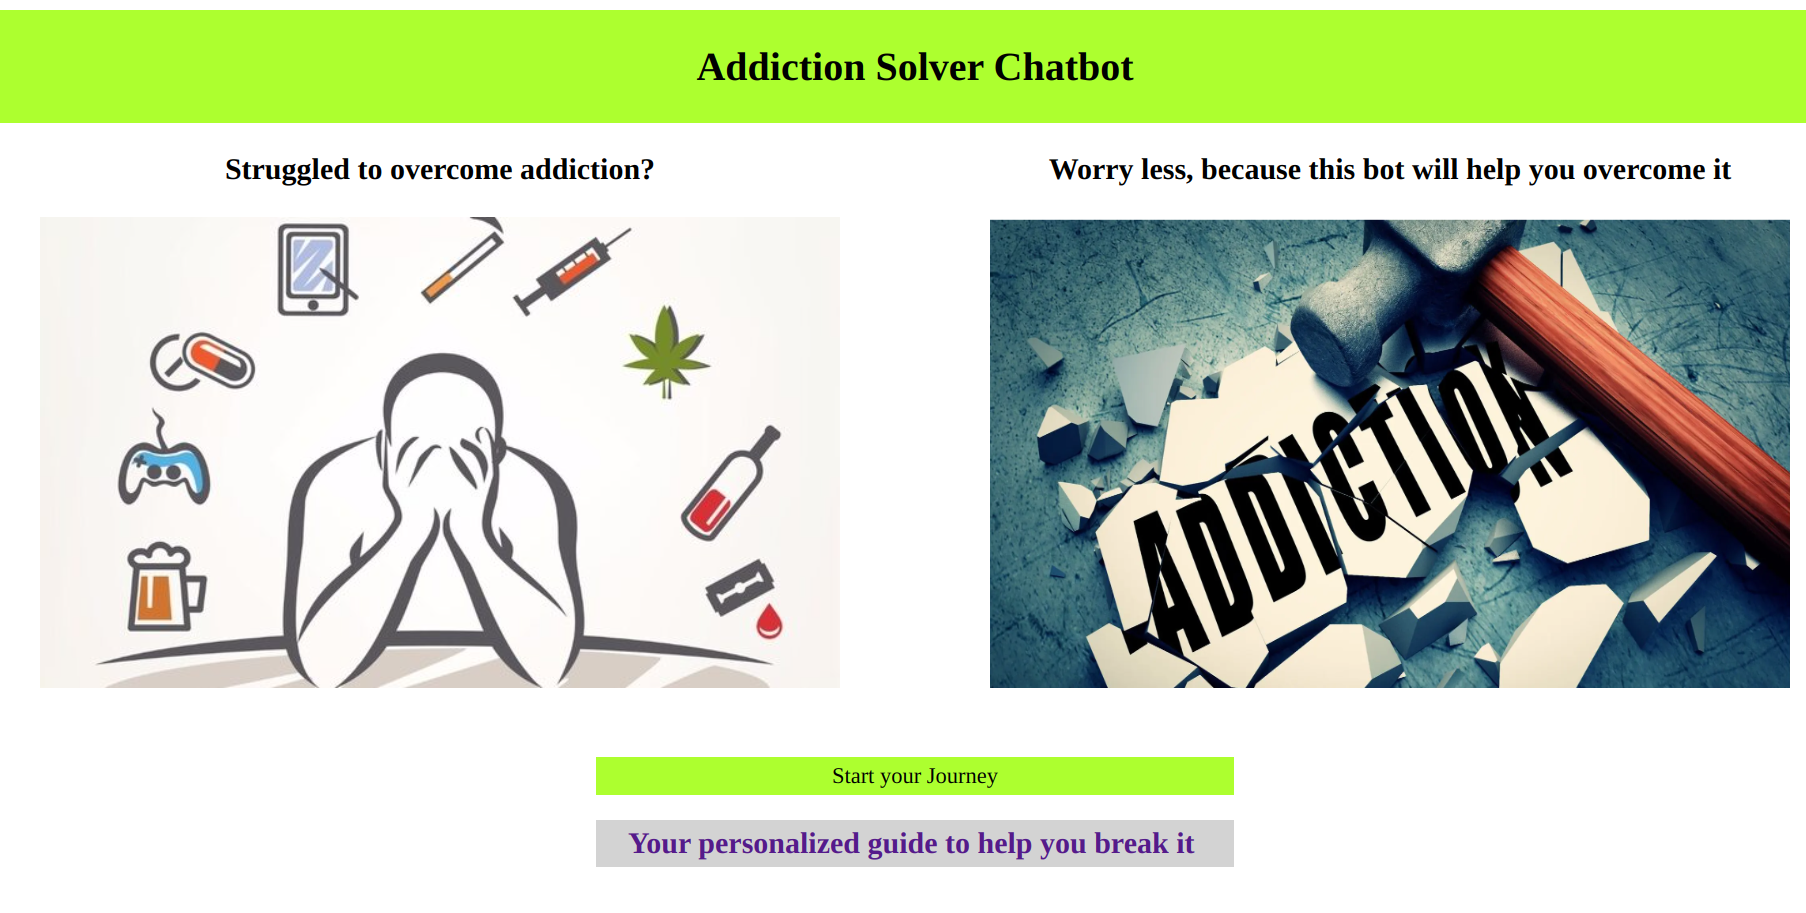 Addiction Solver Chatbot
Struggled to overcome addiction?
Worry less, because this bot will help you overcome it
ADDICTION
Start your Journey
Your personalized guide to help you break it